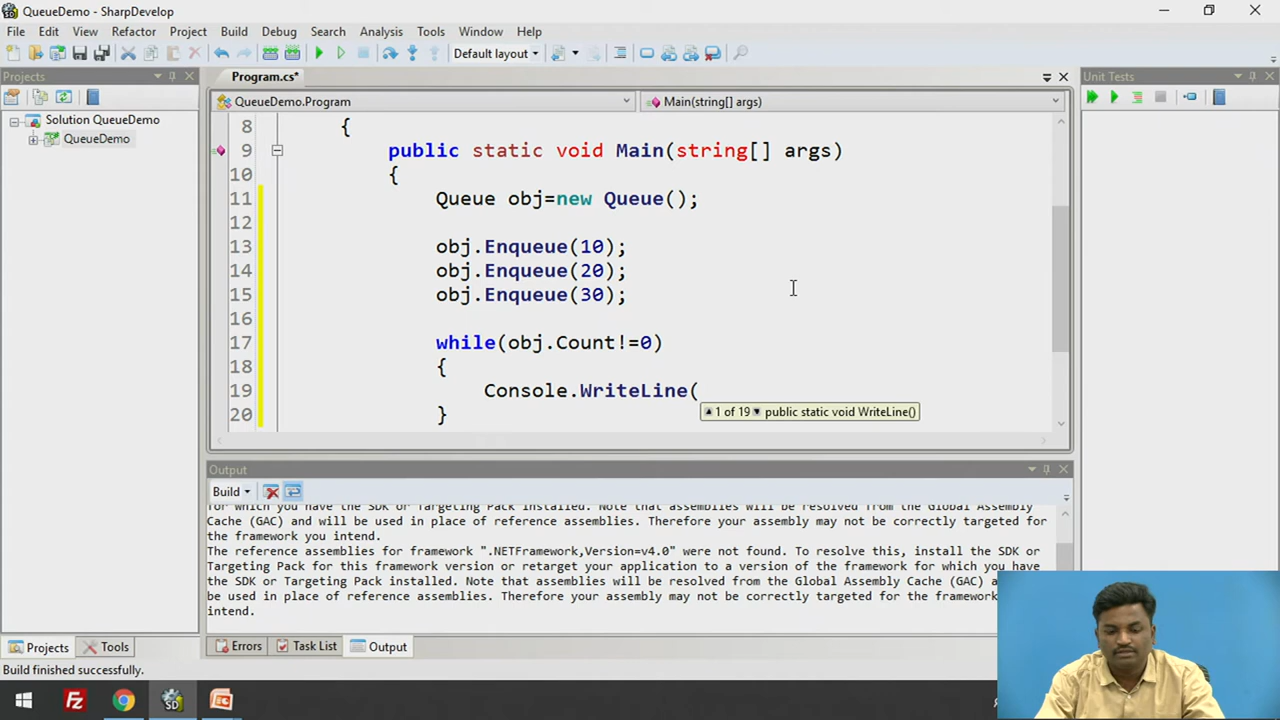 QueueDemo - SharpDevelop
File Edit View Refactor Project Build Debug Search Analysis Tools Window Help
Default layout
Projects
Program.cs*
Unit Tests
QueueDemo.Program
Main(string[] args)
Solution QueueDemo
QueueDemo
8 {
9 public static void Main(string[] args)
10 {
11 Queue obj=new Queue();
12
13 obj.Enqueue(10);
14 obj.Enqueue(20);
15 obj.Enqueue(30);
16
17 while(obj.Count!=0)
18 {
19 Console.WriteLine(
1 of 19 public static void WriteLine()
20 }
Output
Build
for which you have the SDK or Targeting Pack installed. Note that assemblies will be resolved from the Global Assembly
Cache (GAC) and will be used in place of reference assemblies. Therefore your assembly may not be correctly targeted for
the framework you intend.
The reference assemblies for framework ".NETFramework,Version=v4.0" were not found. To resolve this, install the SDK or
Targeting Pack for this framework version or retarget your application to a version of the framework for which you have
the SDK or Targeting Pack installed. Note that assemblies will be resolved from the Global Assembly Cache (GAC)
be used in place of reference assemblies. Therefore your assembly may not be correctly targeted for the framework
intend.
Projects Tools
Errors Task List Output
Build finished successfully.